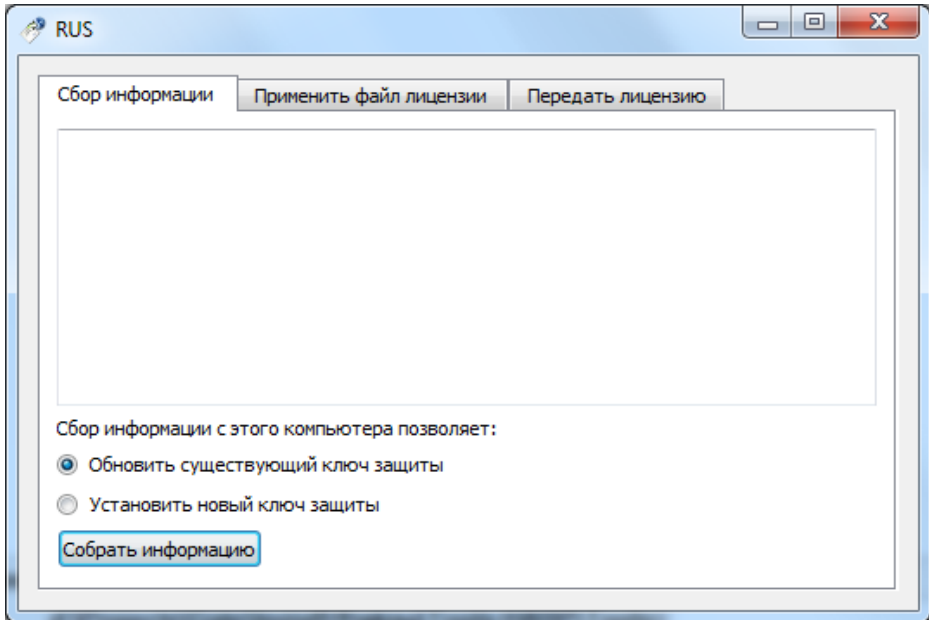 RUS
Сбор информации Применить файл лицензии Передать лицензию
Сбор информации с этого компьютера позволяет:
Обновить существующий ключ защиты
Установить новый ключ защиты
Собрать информацию